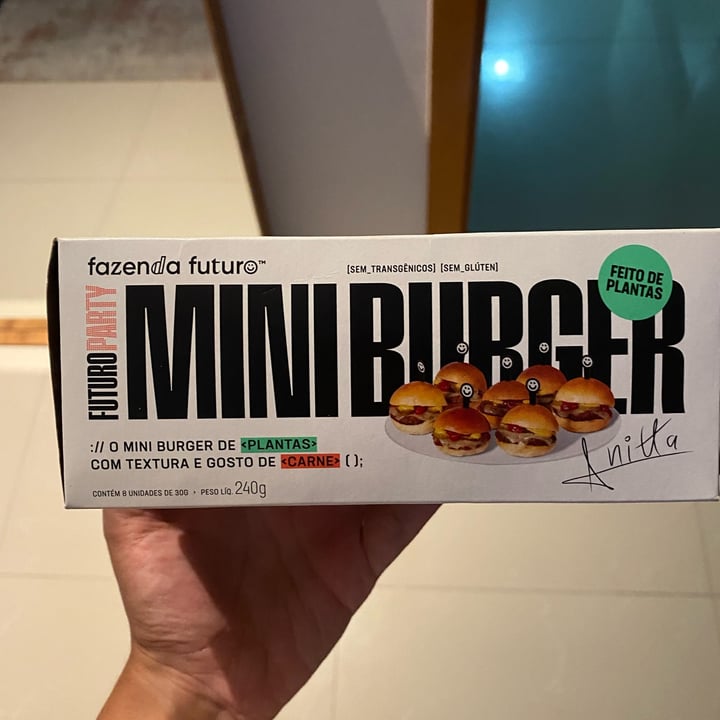 fazenda futuro™
[SEM_TRANSGÊNICOS] [SEM_GLÚTEN]
FEITO DE
PLANTAS
FUTURO PARTY
MINI BURGER
:// O MINI BURGER DE <PLANTAS>
COM TEXTURA E GOSTO DE <CARNE> ( );
Anitta
CONTÉM 8 UNIDADES DE 30G • PESO LÍQ. 240g